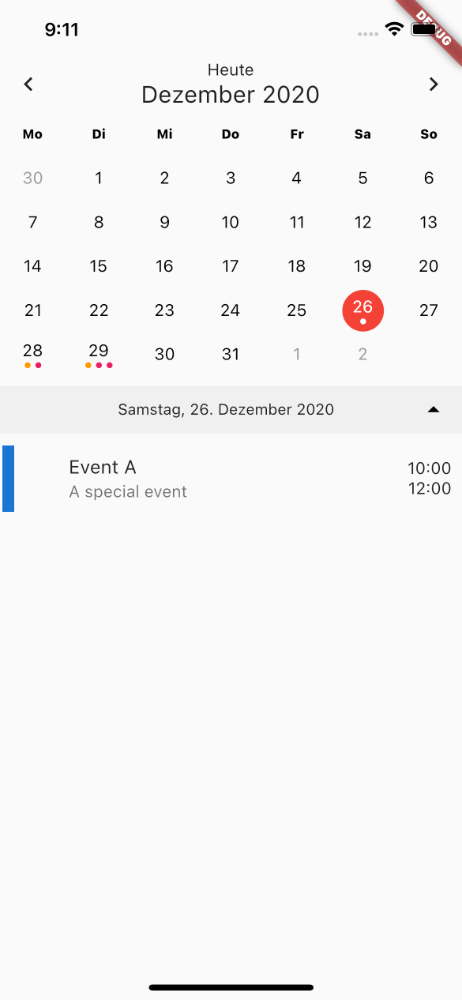 9:11
DEBUG
Heute
Dezember 2020
Mo Di Mi Do Fr Sa So
30 1 2 3 4 5 6
7 8 9 10 11 12 13
14 15 16 17 18 19 20
21 22 23 24 25 26 27
28 29 30 31 1 2
Samstag, 26. Dezember 2020
Event A
10:00
A special event
12:00